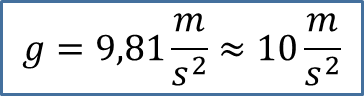 g = 9,81 m/s² ≈ 10 m/s²